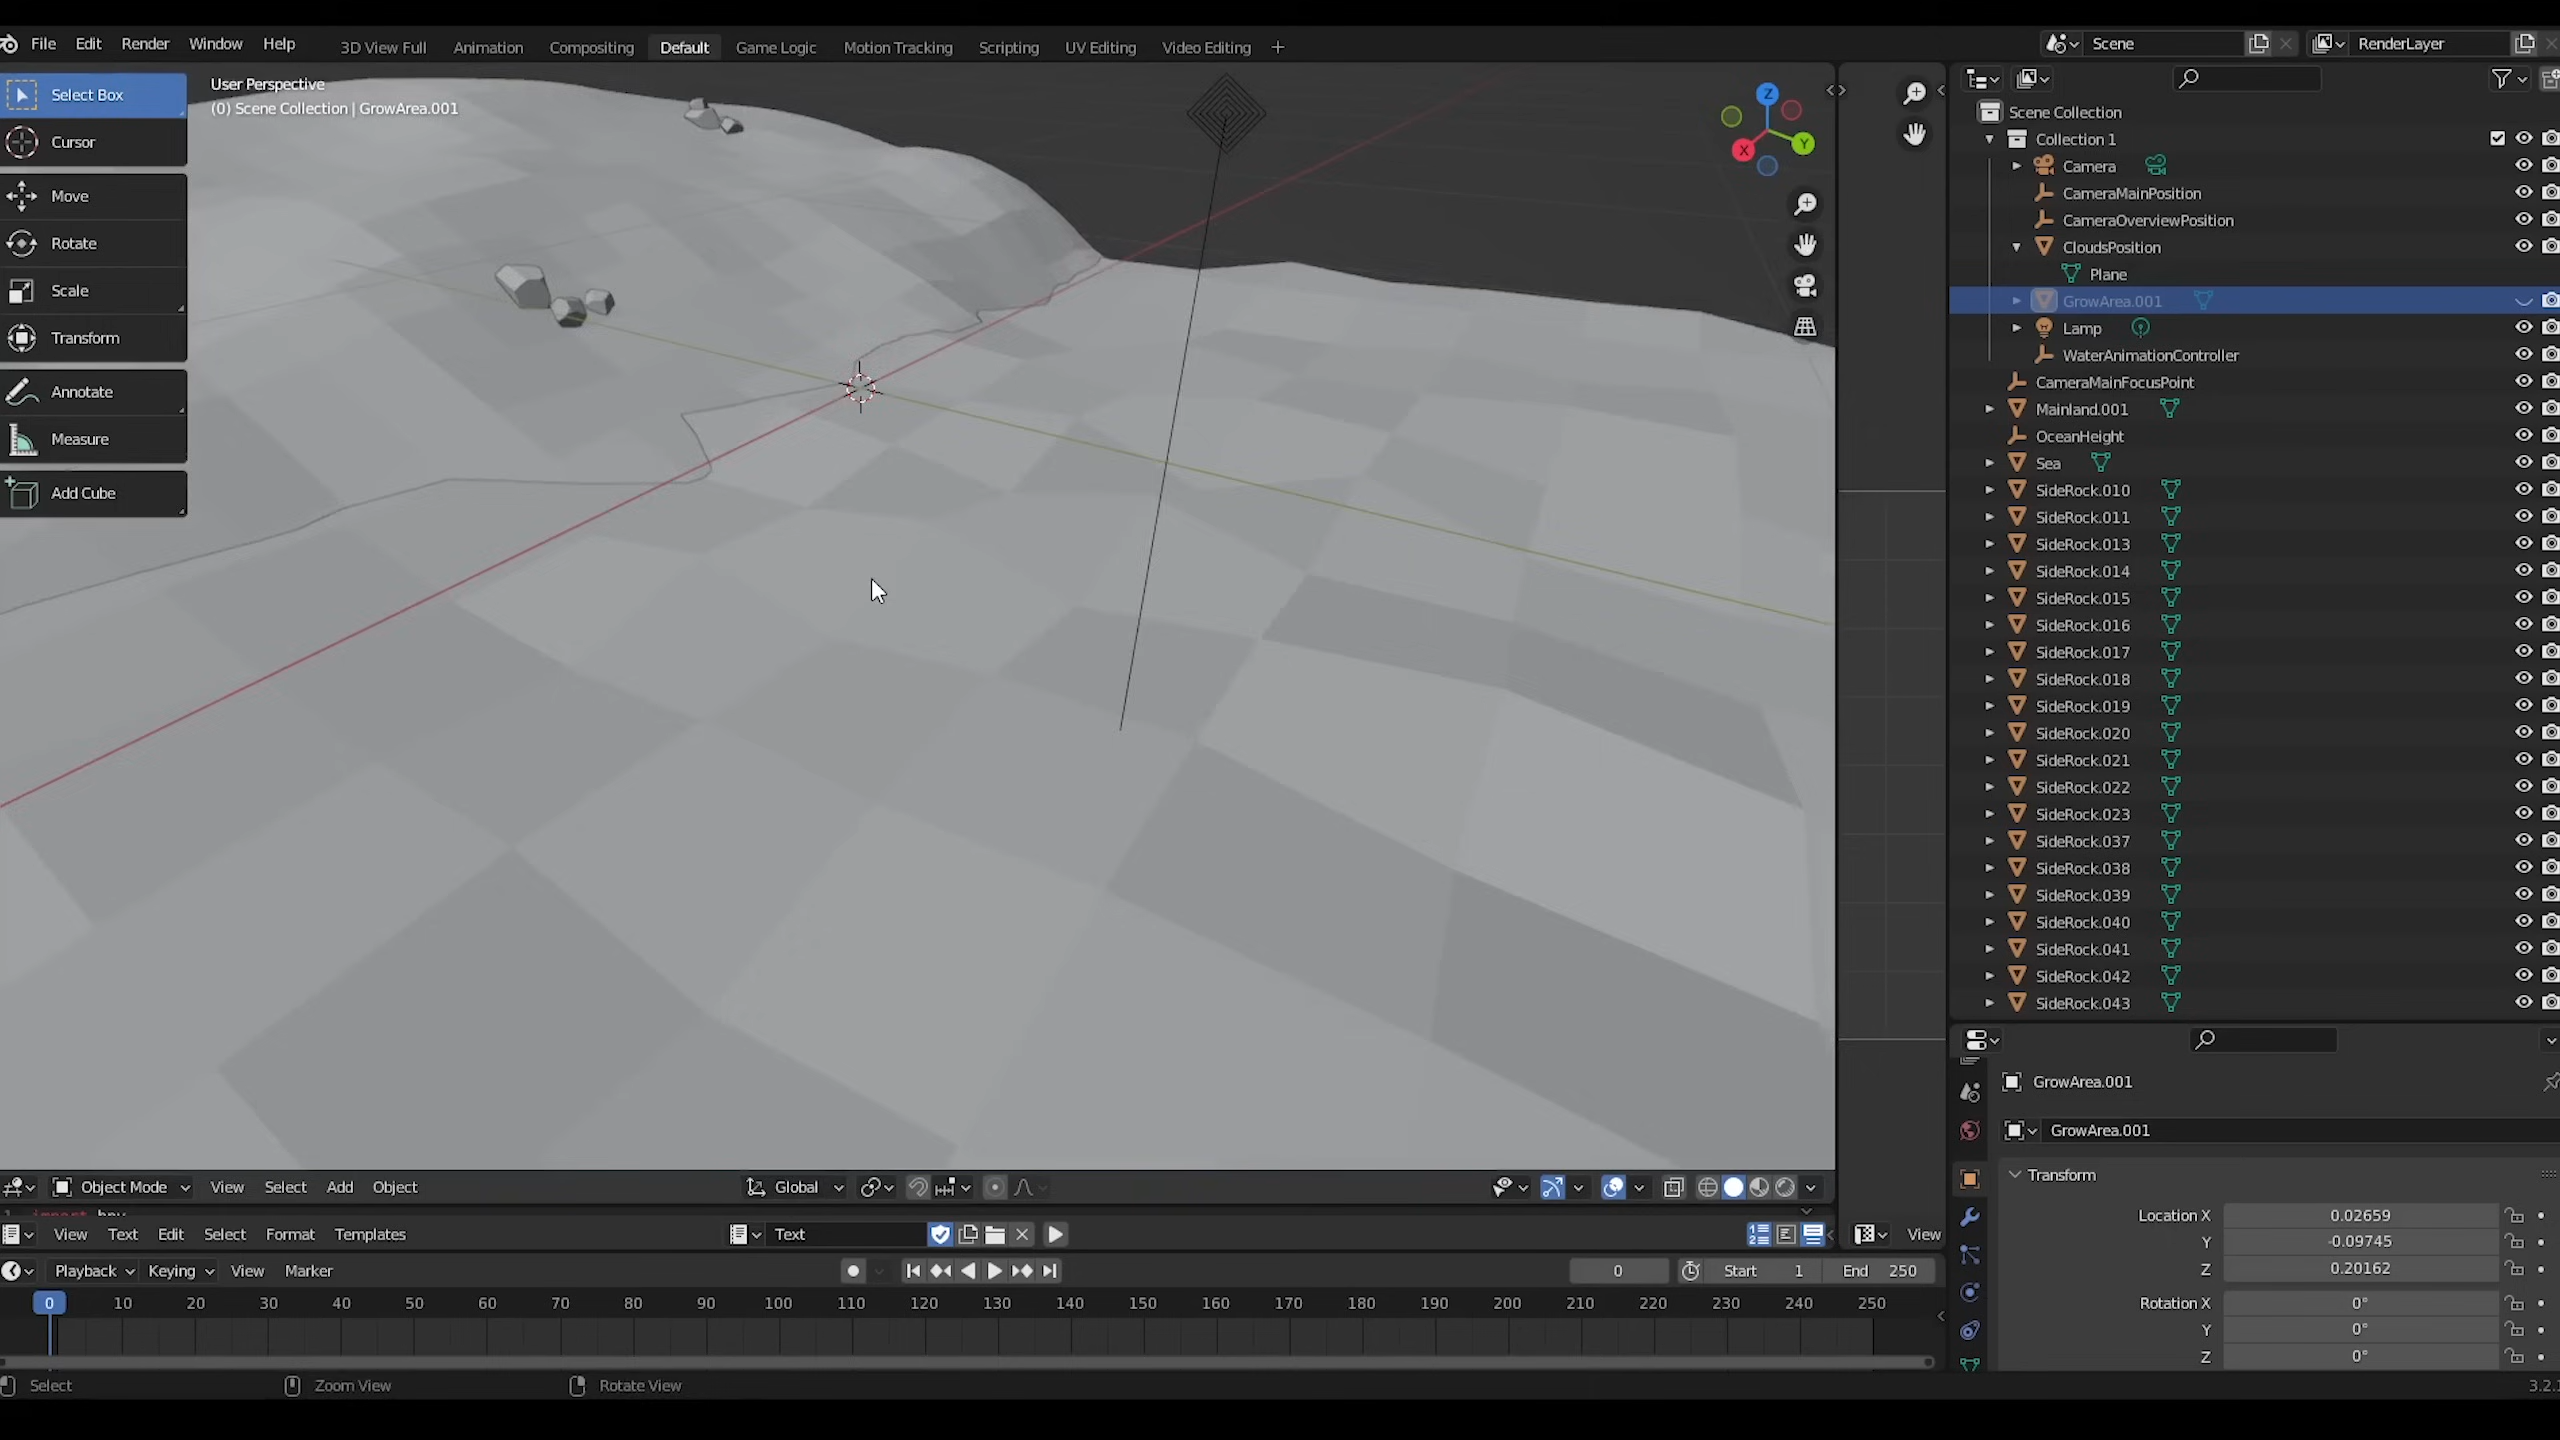 File Edit Render Window Help 3D View Full Animation Compositing Default Game Logic Motion Tracking Scripting UV Editing Video Editing + Scene RenderLayer
Select Box
Cursor
Move
Rotate
Scale
Transform
Annotate
Measure
Add Cube
User Perspective
(0) Scene Collection | GrowArea.001
Z
Y
X
Scene Collection
Collection 1
Camera
CameraMainPosition
CameraOverviewPosition
CloudsPosition
Plane
GrowArea.001
Lamp
WaterAnimationController
CameraMainFocusPoint
Mainland.001
OceanHeight
Sea
SideRock.010
SideRock.011
SideRock.013
SideRock.014
SideRock.015
SideRock.016
SideRock.017
SideRock.018
SideRock.019
SideRock.020
SideRock.021
SideRock.022
SideRock.023
SideRock.037
SideRock.038
SideRock.039
SideRock.040
SideRock.041
SideRock.042
SideRock.043
GrowArea.001
GrowArea.001
Transform
Location X 0.02659
Y -0.09745
Z 0.20162
Rotation X 0°
Y 0°
Z 0°
Object Mode View Select Add Object Global
View Text Edit Select Format Templates Text View
Playback Keying View Marker 0 Start 1 End 250
0 10 20 30 40 50 60 70 80 90 100 110 120 130 140 150 160 170 180 190 200 210 220 230 240 250
Select Zoom View Rotate View